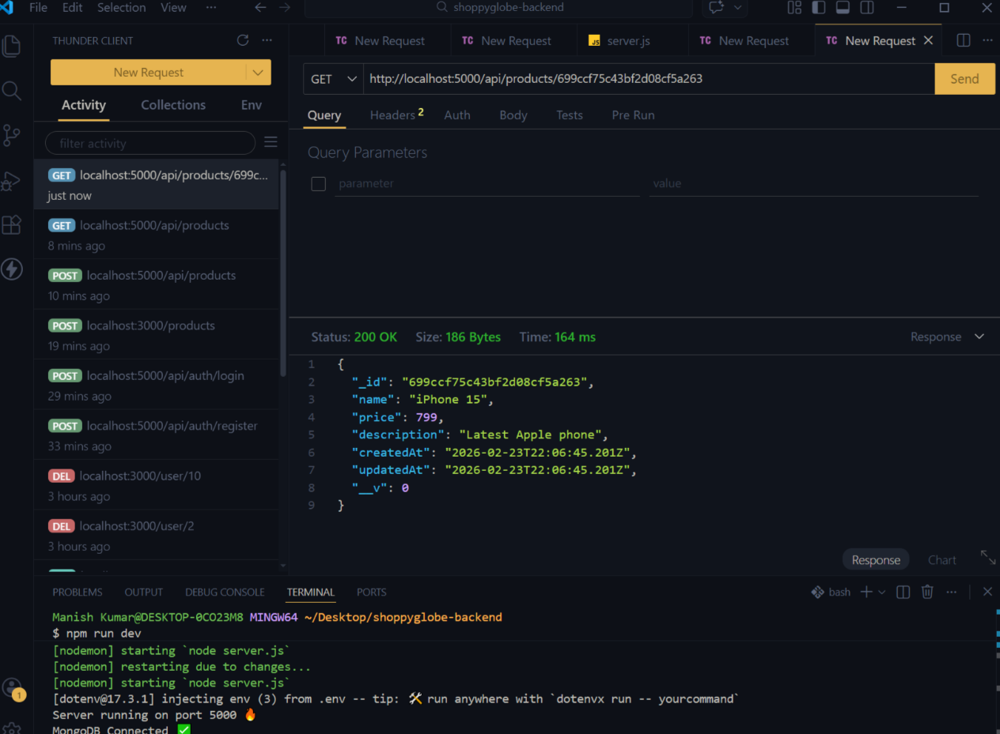 File Edit Selection View ··· ← → shoppyglobe-backend
THUNDER CLIENT
New Request
Activity Collections Env
filter activity
GET localhost:5000/api/products/699c...
just now
GET localhost:5000/api/products
8 mins ago
POST localhost:5000/api/products
10 mins ago
POST localhost:3000/products
19 mins ago
POST localhost:5000/api/auth/login
29 mins ago
POST localhost:5000/api/auth/register
33 mins ago
DEL localhost:3000/user/10
3 hours ago
DEL localhost:3000/user/2
3 hours ago
TC New Request TC New Request JS server.js TC New Request TC New Request
GET http://localhost:5000/api/products/699ccf75c43bf2d08cf5a263 Send
Query Headers 2 Auth Body Tests Pre Run
Query Parameters
parameter value
Status: 200 OK Size: 186 Bytes Time: 164 ms Response
1 {
2 "_id": "699ccf75c43bf2d08cf5a263",
3 "name": "iPhone 15",
4 "price": 799,
5 "description": "Latest Apple phone",
6 "createdAt": "2026-02-23T22:06:45.201Z",
7 "updatedAt": "2026-02-23T22:06:45.201Z",
8 "__v": 0
9 }
Response Chart
PROBLEMS OUTPUT DEBUG CONSOLE TERMINAL PORTS bash
Manish Kumar@DESKTOP-0CO23M8 MINGW64 ~/Desktop/shoppyglobe-backend
$ npm run dev
[nodemon] starting `node server.js`
[nodemon] restarting due to changes...
[nodemon] starting `node server.js`
[dotenv@17.3.1] injecting env (3) from .env -- tip: 🛠️ run anywhere with `dotenvx run -- yourcommand`
Server running on port 5000 🔥
MongoDB Connected ✅
1